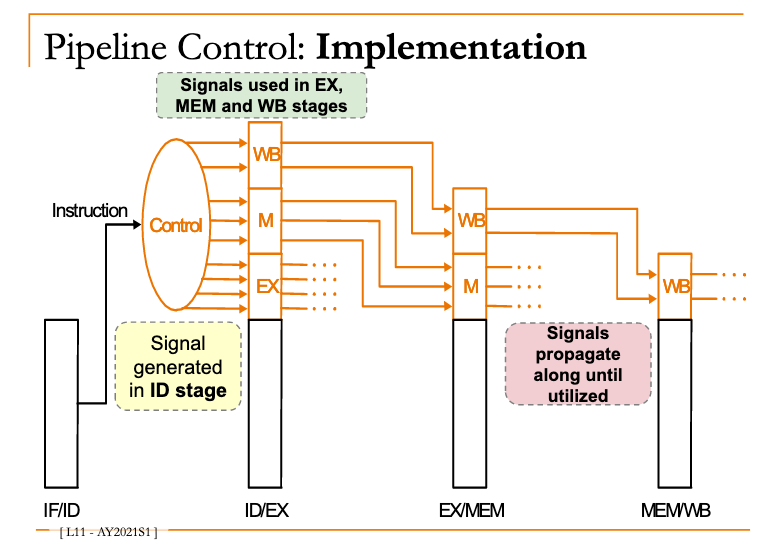 Pipeline Control: Implementation
Signals used in EX,
MEM and WB stages
WB
Instruction
Control
M
EX
WB
M
WB
Signal
generated
in ID stage
Signals
propagate
along until
utilized
IF/ID
ID/EX
EX/MEM
MEM/WB
[ L11 - AY2021S1 ]